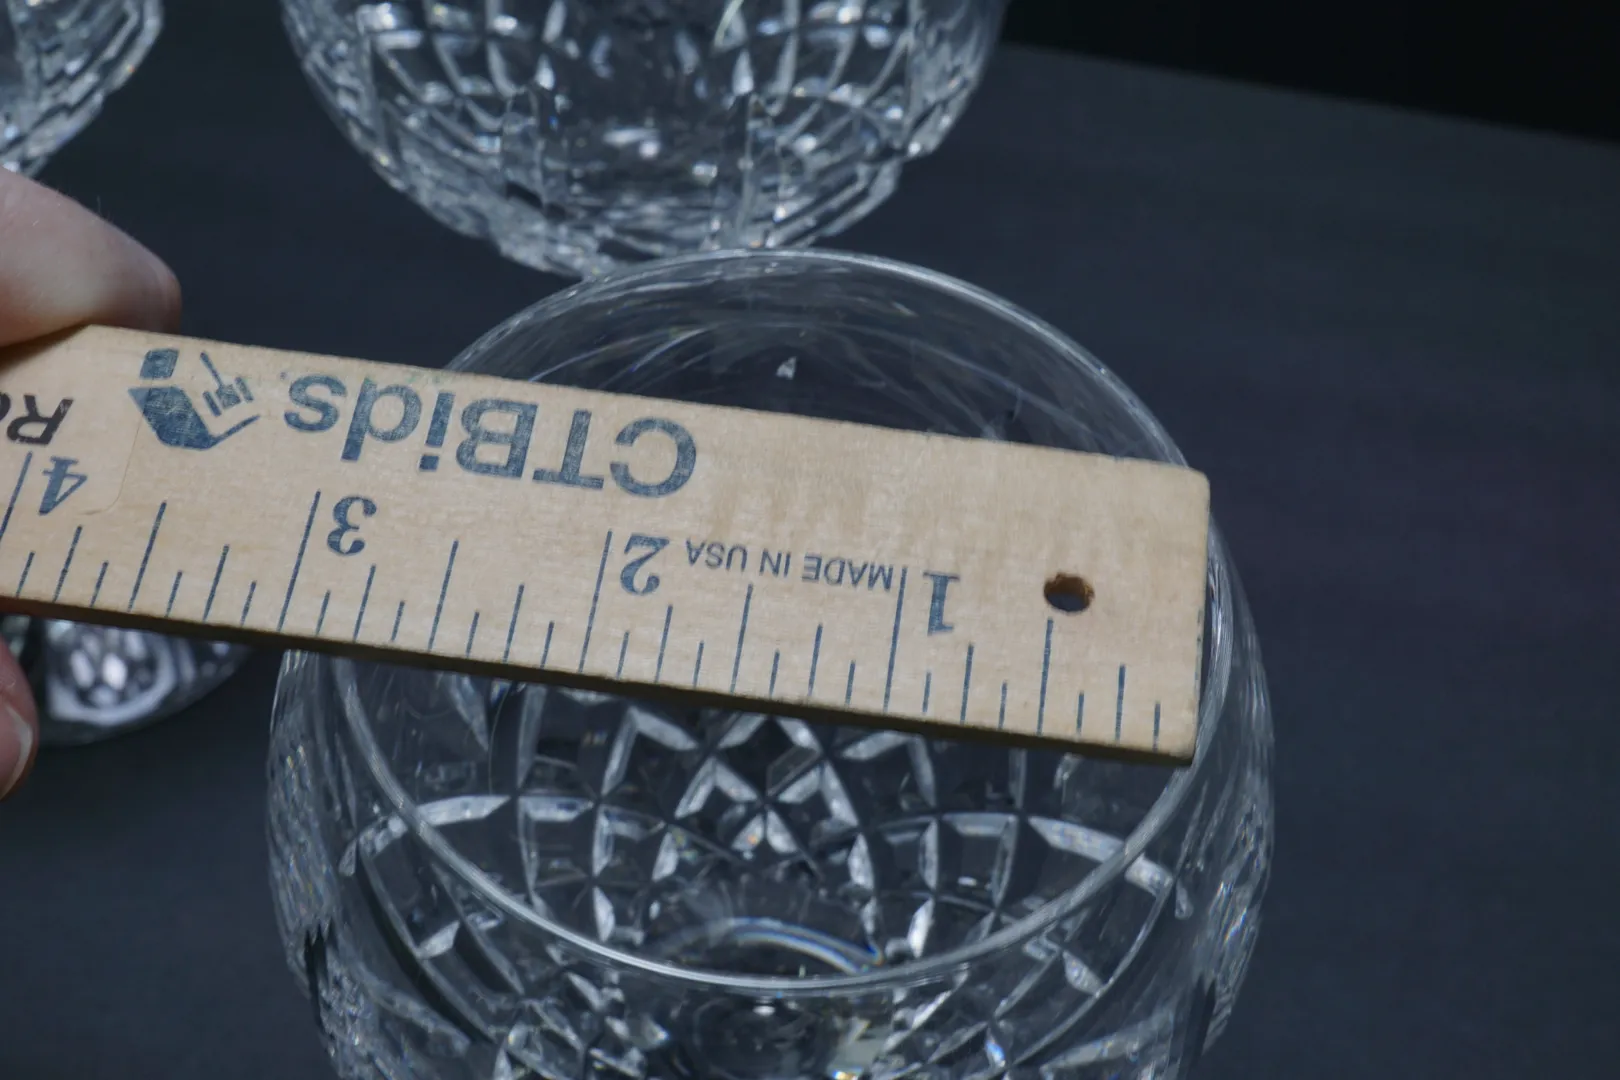 CTBids
MADE IN USA
1 2 3 4